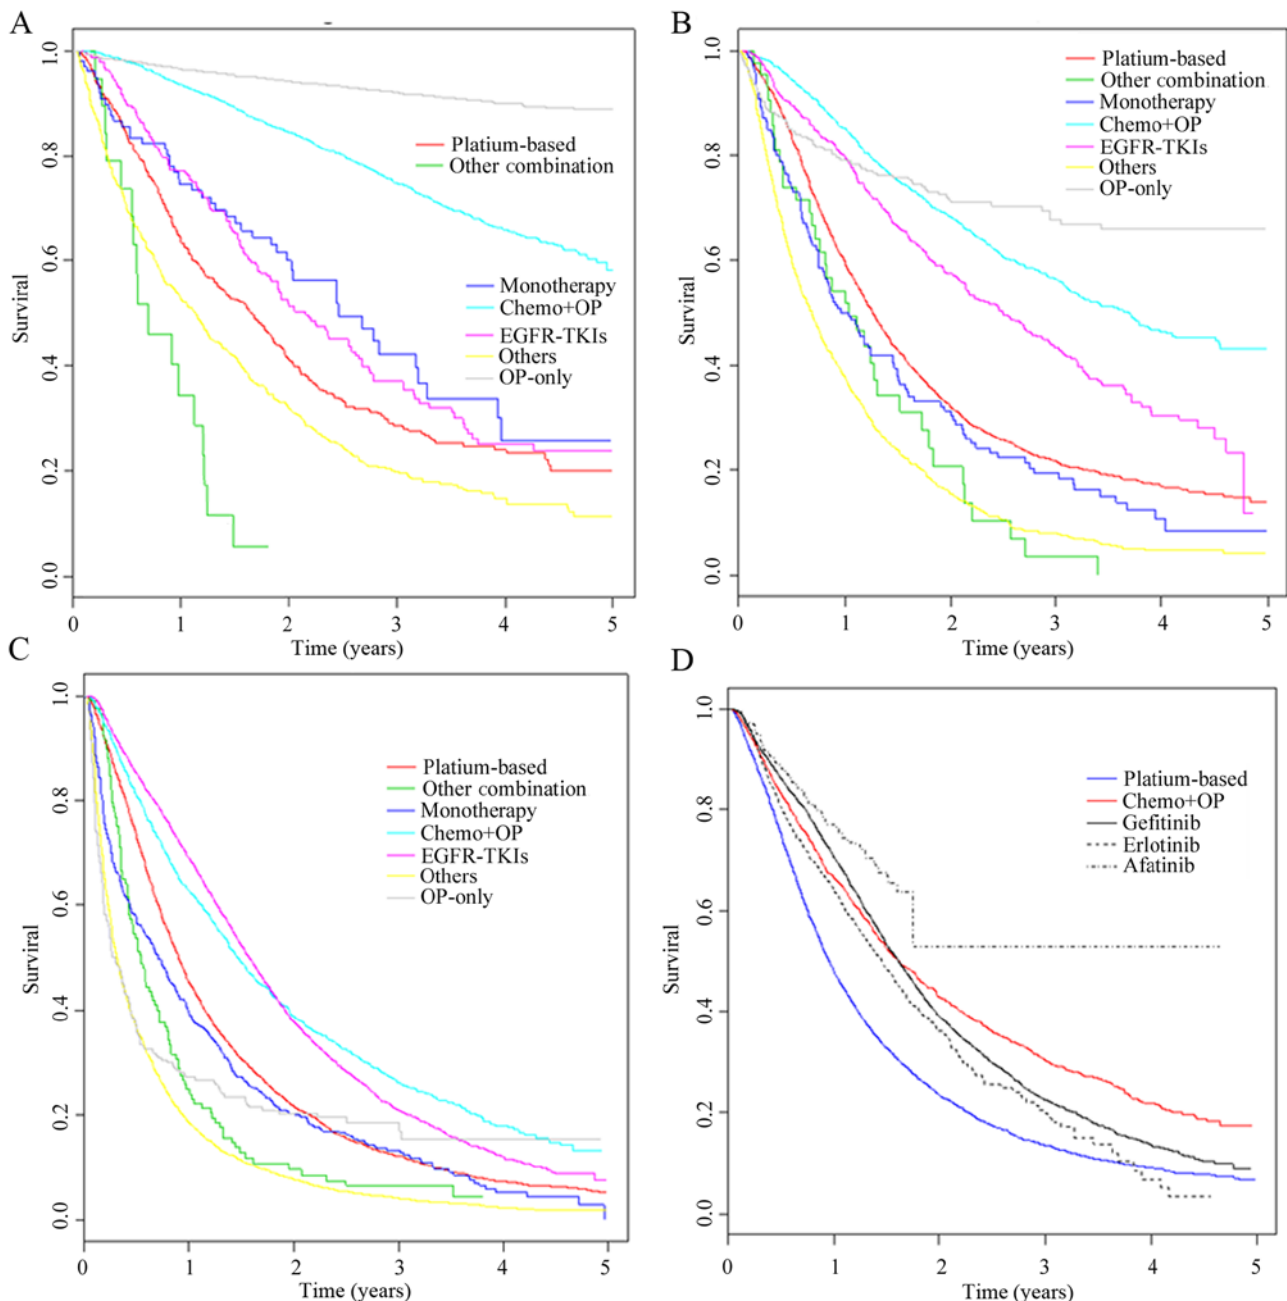 A
1.0
0.8
0.6
0.4
0.2
0.0
Surviral
Platium-based
Other combination
Monotherapy
Chemo+OP
EGFR-TKIs
Others
OP-only
0 1 2 3 4 5
Time (years)
B
1.0
0.8
0.6
0.4
0.2
0.0
Surviral
Platium-based
Other combination
Monotherapy
Chemo+OP
EGFR-TKIs
Others
OP-only
0 1 2 3 4 5
Time (years)
C
1.0
0.8
0.6
0.4
0.2
0.0
Surviral
Platium-based
Other combination
Monotherapy
Chemo+OP
EGFR-TKIs
Others
OP-only
0 1 2 3 4 5
Time (years)
D
1.0
0.8
0.6
0.4
0.2
0.0
Surviral
Platium-based
Chemo+OP
Gefitinib
Erlotinib
Afatinib
0 1 2 3 4 5
Time (years)